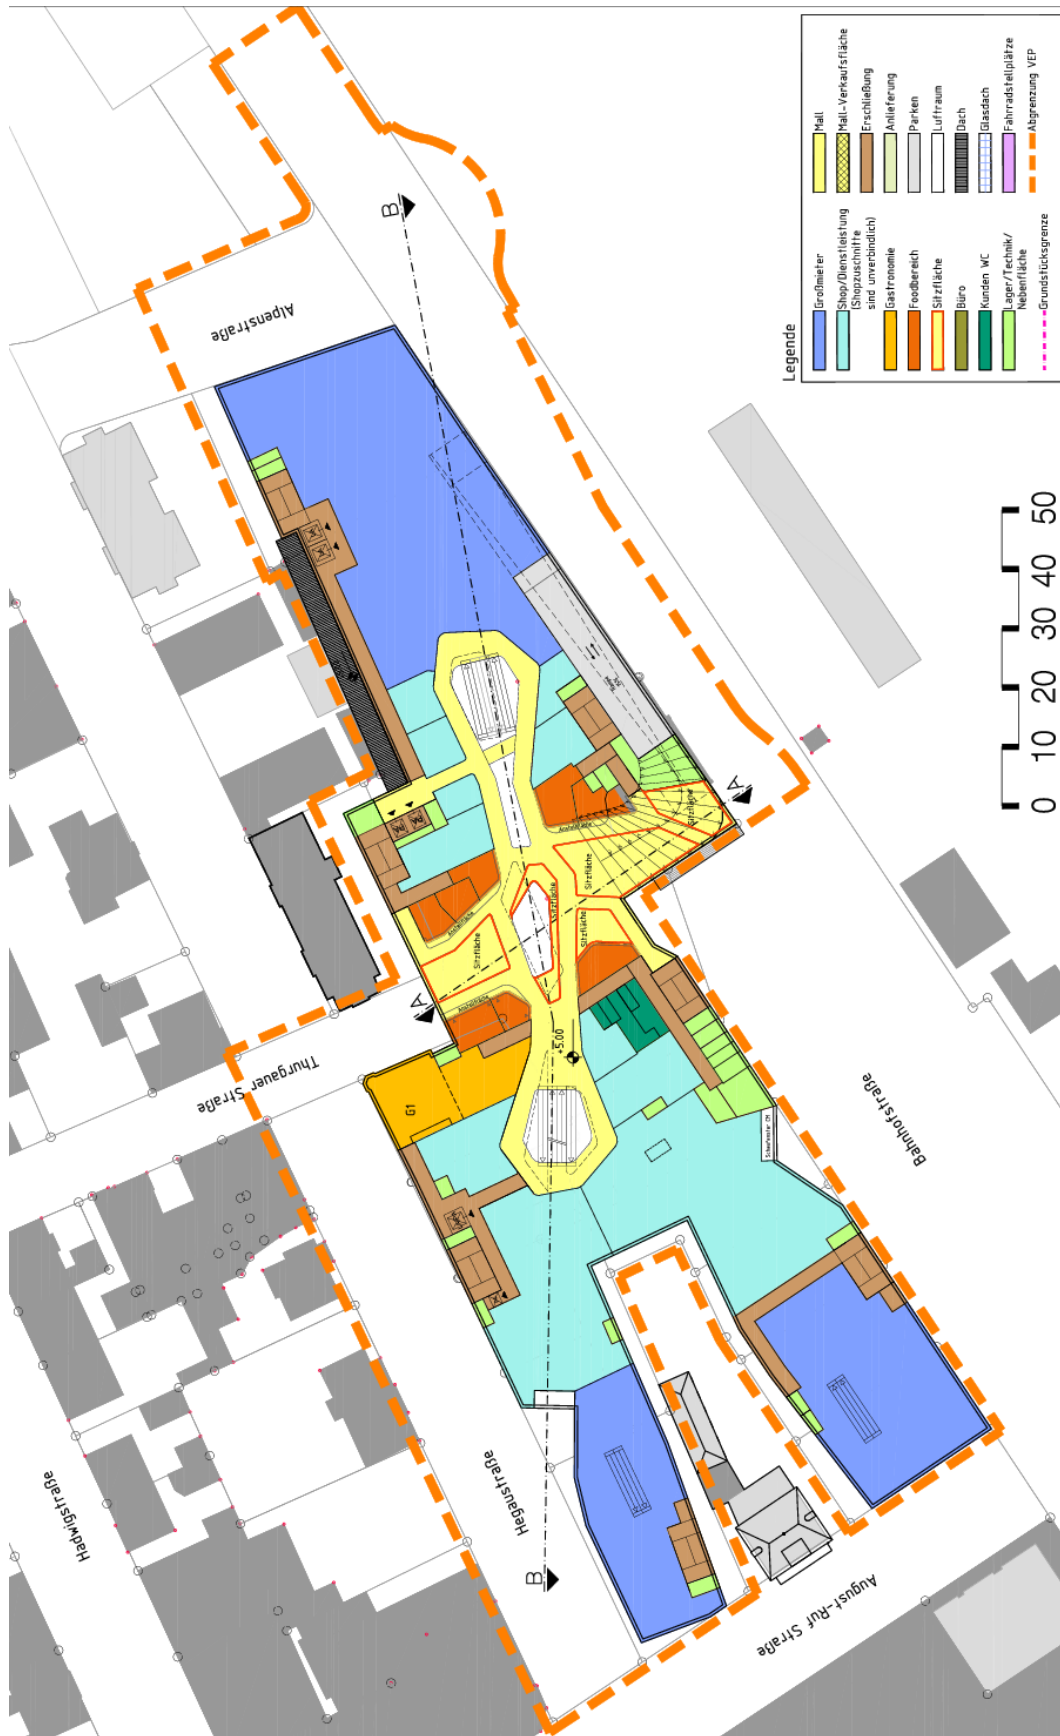 Alpenstraße
B
Thurgauer Straße
A
A
Hadwigstraße
Hegaustraße
Bahnhofstraße
August-Ruf Straße
B
G1
+5.00
Sitzfläche
Sitzfläche
Sitzfläche
Sitzfläche
Sitzfläche
Legende
Großmieter
Shop/Dienstleistung
(Shopzuschnitte
sind unverbindlich)
Gastronomie
Foodbereich
Sitzfläche
Büro
Kunden WC
Lager/Technik/
Nebenfläche
Grundstücksgrenze
Mall
Mall-Verkaufsfläche
Erschließung
Anlieferung
Parken
Luftraum
Dach
Glasdach
Fahrradstellplätze
Abgrenzung VEP
0 10 20 30 40 50